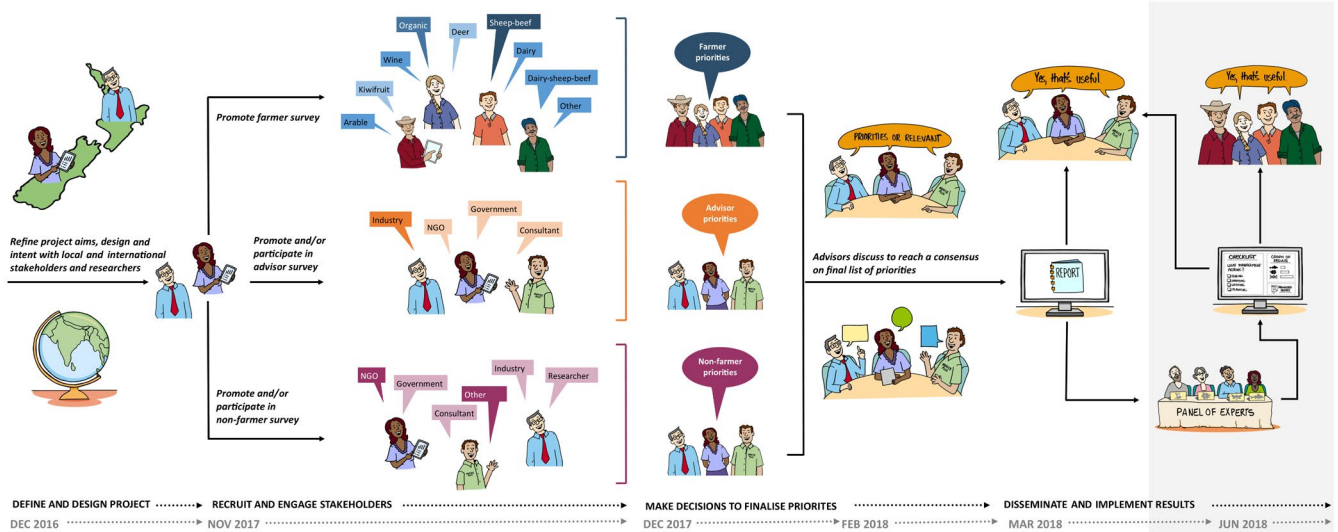 Refine project aims, design and
intent with local and international
stakeholders and researchers
Promote farmer survey
Promote and/or
participate in
advisor survey
Promote and/or
participate in
non-farmer survey
Organic
Deer
Sheep-beef
Wine
Dairy
Kiwifruit
Dairy-sheep-beef
Arable
Other
Industry
NGO
Government
Consultant
NGO
Government
Consultant
Other
Industry
Researcher
Farmer
priorities
Advisor
priorities
Non-farmer
priorities
PRIORITIES OR RELEVANT
Advisors discuss to reach a consensus
on final list of priorities
Yes, that's useful
REPORT
Yes, that's useful
CHECKLIST
PANEL OF EXPERTS
DEFINE AND DESIGN PROJECT
RECRUIT AND ENGAGE STAKEHOLDERS
MAKE DECISIONS TO FINALISE PRIORITES
DISSEMINATE AND IMPLEMENT RESULTS
DEC 2016
NOV 2017
DEC 2017
FEB 2018
MAR 2018
JUN 2018